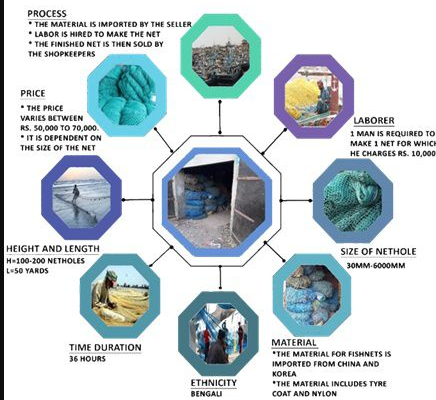 PROCESS
* THE MATERIAL IS IMPORTED BY THE SELLER
* LABOR IS HIRED TO MAKE THE NET
* THE FINISHED NET IS THEN SOLD BY
THE SHOPKEEPERS
PRICE
* THE PRICE
VARIES BETWEEN
RS. 50,000 TO 70,000.
* IT IS DEPENDENT ON
THE SIZE OF THE NET
LABORER
1 MAN IS REQUIRED TO
MAKE 1 NET FOR WHICH
HE CHARGES RS. 10,000
HEIGHT AND LENGTH
H=100-200 NETHOLES
L=50 YARDS
SIZE OF NETHOLE
30MM-6000MM
TIME DURATION
36 HOURS
ETHNICITY
BENGALI
MATERIAL
*THE MATERIAL FOR FISHNETS IS
IMPORTED FROM CHINA AND
KOREA
*THE MATERIAL INCLUDES TYRE
COAT AND NYLON